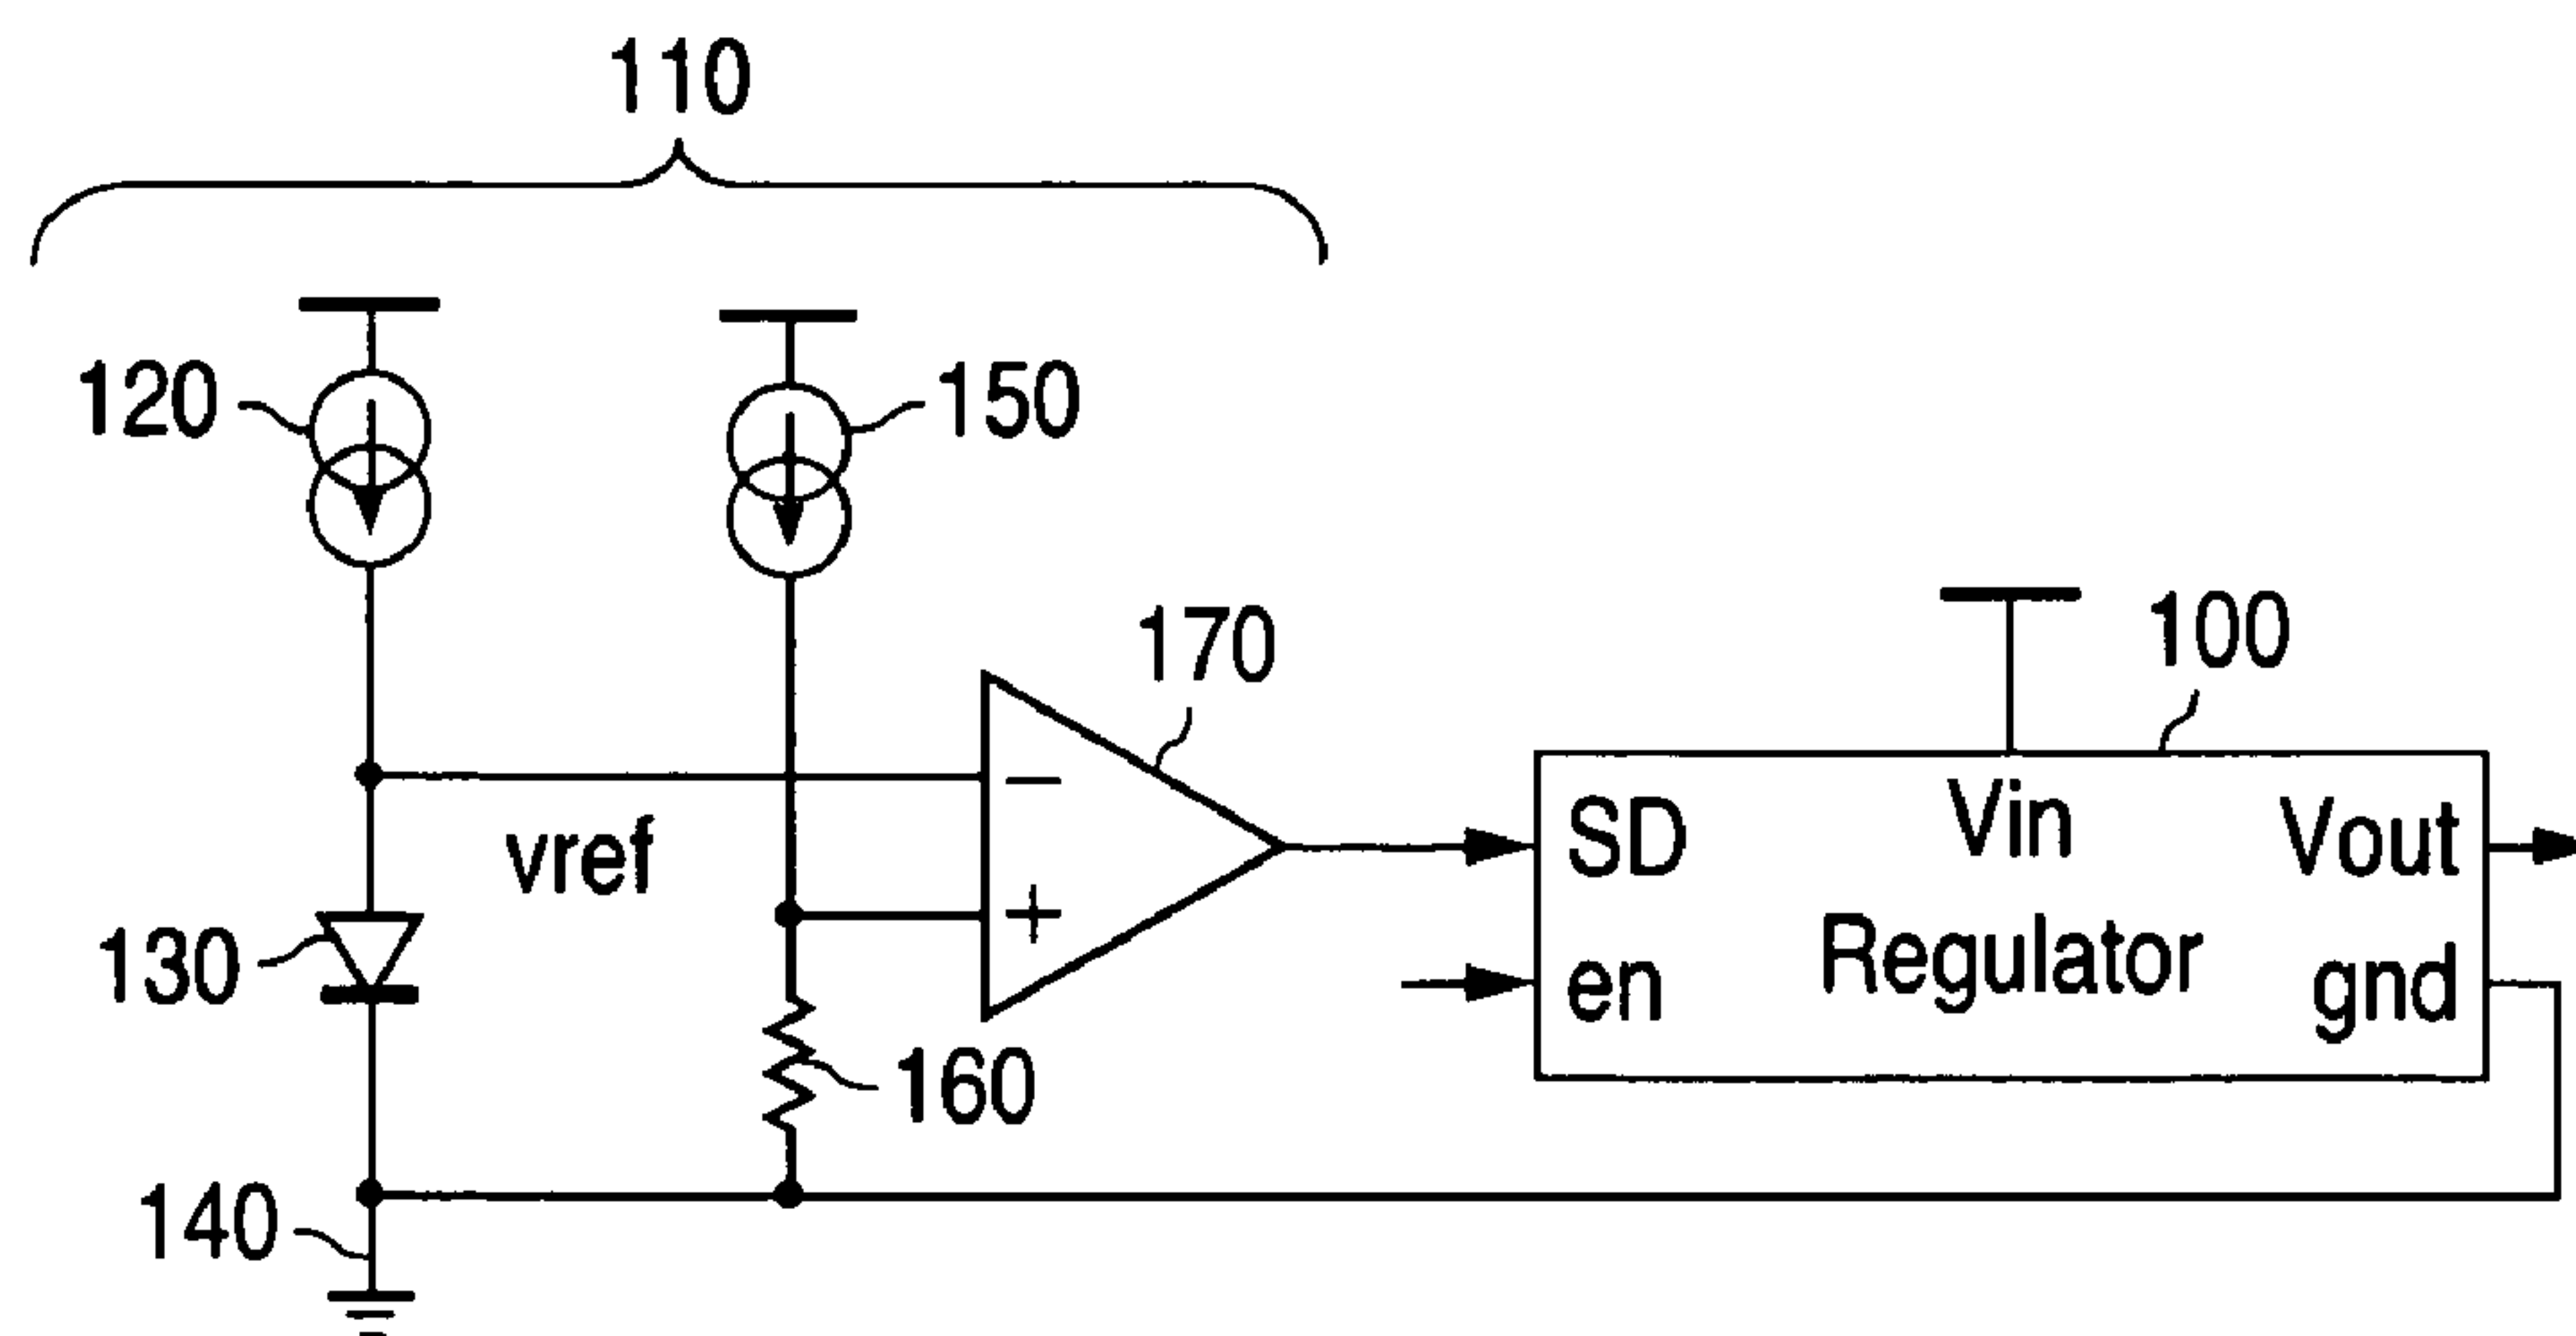 110
120
150
170
100
−
+
vref
SD
Vin
Vout
130
en
Regulator
gnd
160
140